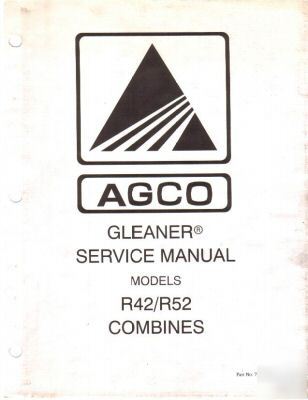 AGCO
GLEANER®
SERVICE MANUAL
MODELS
R42/R52
COMBINES